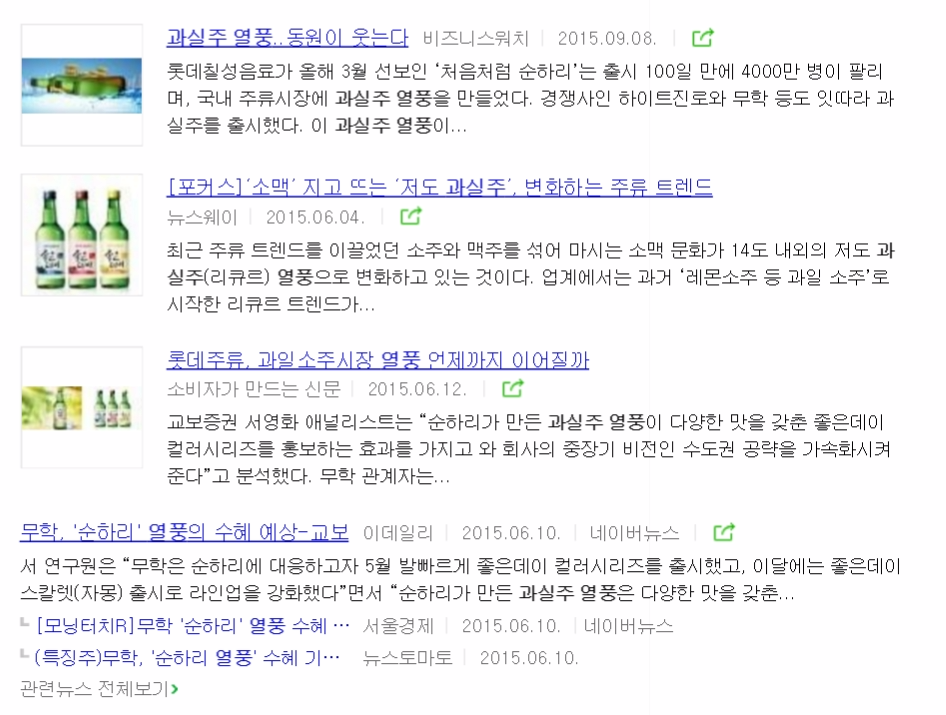 과실주 열풍..동원이 웃는다 비즈니스워치 2015.09.08.
롯데칠성음료가 올해 3월 선보인 '처음처럼 순하리'는 출시 100일 만에 4000만 병이 팔리
며, 국내 주류시장에 과실주 열풍을 만들었다. 경쟁사인 하이트진로와 무학 등도 잇따라 과
실주를 출시했다. 이 과실주 열풍이...
[포커스]'소맥' 지고 뜨는 '저도 과실주', 변화하는 주류 트렌드
뉴스웨이 2015.06.04.
최근 주류 트렌드를 이끌었던 소주와 맥주를 섞어 마시는 소맥 문화가 14도 내외의 저도 과
실주(리큐르) 열풍으로 변화하고 있는 것이다. 업계에서는 과거 '레몬소주 등 과일 소주'로
시작한 리큐르 트렌드가...
롯데주류, 과일소주시장 열풍 언제까지 이어질까
소비자가 만드는 신문 2015.06.12.
교보증권 서영화 애널리스트는 “순하리가 만든 과실주 열풍이 다양한 맛을 갖춘 좋은데이
컬러시리즈를 홍보하는 효과를 가지고 와 회사의 중장기 비전인 수도권 공략을 가속화시켜
준다”고 분석했다. 무학 관계자는...
무학, '순하리' 열풍의 수혜 예상-교보 이데일리 2015.06.10. 네이버뉴스
서 연구원은 “무학은 순하리에 대응하고자 5월 발빠르게 좋은데이 컬러시리즈를 출시했고, 이달에는 좋은데이
스칼렛(자몽) 출시로 라인업을 강화했다”면서 “순하리가 만든 과실주 열풍은 다양한 맛을 갖춘...
[모닝터치R]무학 '순하리' 열풍 수혜 … 서울경제 2015.06.10. 네이버뉴스
(특징주)무학, '순하리 열풍' 수혜 기… 뉴스토마토 2015.06.10.
관련뉴스 전체보기>